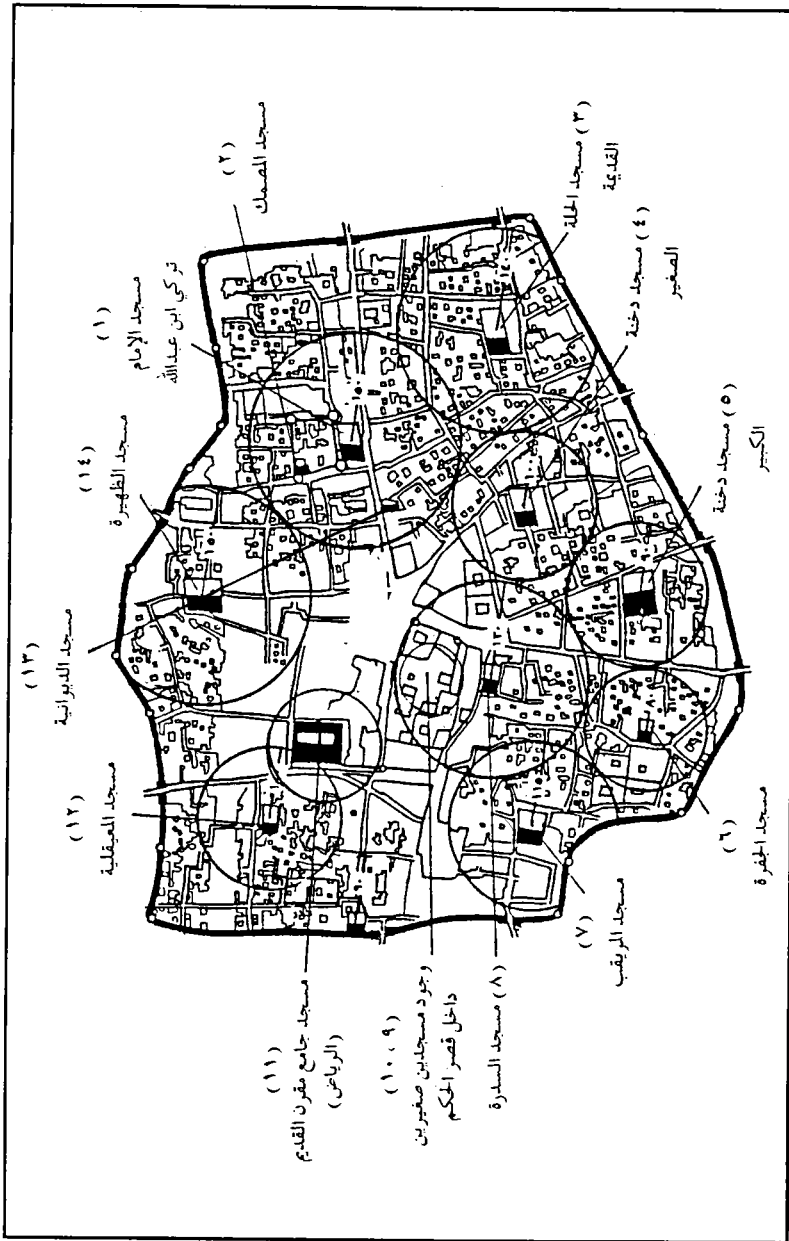 (١)
مسجد الإمام
تركي ابن عبدالله
(٢)
مسجد المصمك
(٣) مسجد الحلة
القديمة
(٤) مسجد دخنة
الصغير
(٥) مسجد دخنة
الكبير
(٦)
مسجد الحفرة
(٧)
مسجد المريقب
(٨) مسجد السدرة
(٩، ١٠)
وجود مسجدين صغيرين
داخل قصر الحكم
(١١)
مسجد جامع مقرن القديم
(الرياض)
(١٢)
مسجد العيقلية
(١٣)
مسجد الديوانية
(١٤)
مسجد الظهيرة